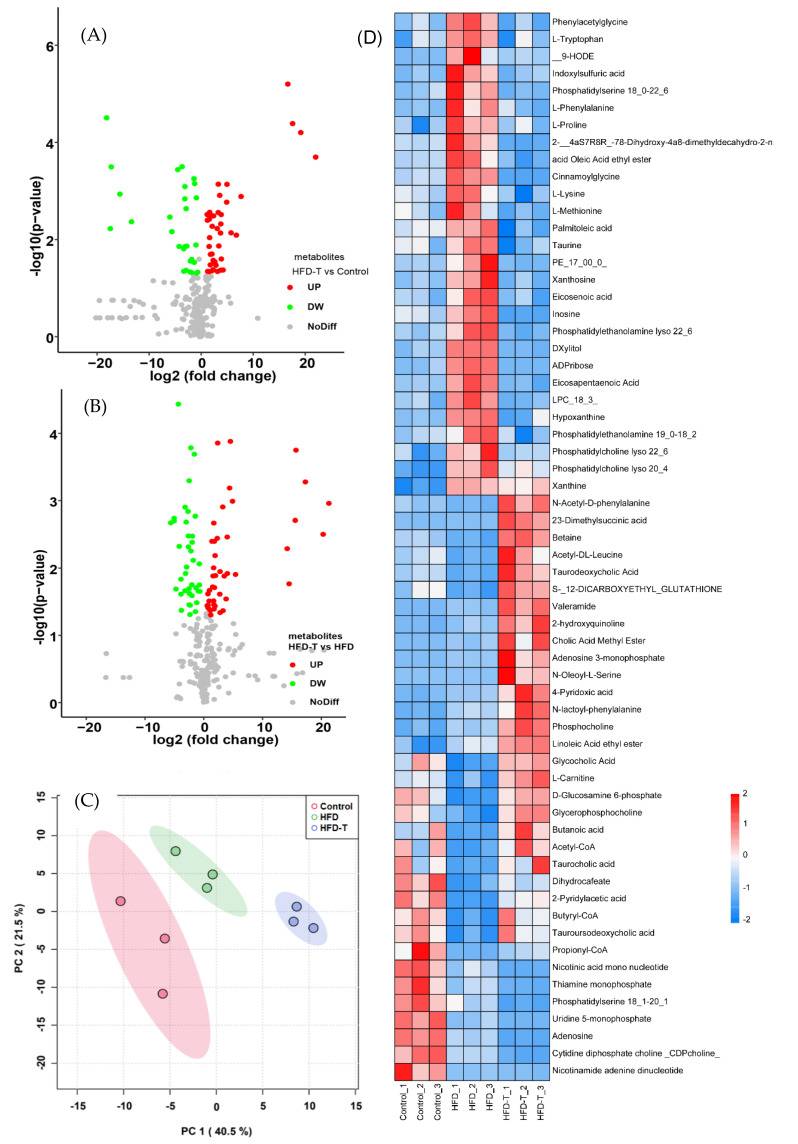 (A)
6
4
2
0
-log10(p-value)
−20
−10
0
10
20
log2 (fold change)
metabolites
HFD-T vs Control
UP
DW
NoDiff
(B)
4
3
2
1
0
-log10(p-value)
−20
−10
0
10
20
log2 (fold change)
metabolites
HFD-T vs HFD
UP
DW
NoDiff
(C)
15
10
5
0
-5
-10
-15
-20
PC 2 ( 21.5 %)
-15
-10
-5
0
5
10
15
PC 1 ( 40.5 %)
Control
HFD
HFD-T
(D)
Phenylacetylglycine
L-Tryptophan
__9-HODE
Indoxylsulfuric acid
Phosphatidylserine 18_0-22_6
L-Phenylalanine
L-Proline
2-__4aS7R8R_-78-Dihydroxy-4a8-dimethyldecahydro-2-n
acid Oleic Acid ethyl ester
Cinnamoylglycine
L-Lysine
L-Methionine
Palmitoleic acid
Taurine
PE_17_00_0_
Xanthosine
Eicosenoic acid
Inosine
Phosphatidylethanolamine lyso 22_6
DXylitol
ADPribose
Eicosapentaenoic Acid
LPC_18_3_
Hypoxanthine
Phosphatidylethanolamine 19_0-18_2
Phosphatidylcholine lyso 22_6
Phosphatidylcholine lyso 20_4
Xanthine
N-Acetyl-D-phenylalanine
23-Dimethylsuccinic acid
Betaine
Acetyl-DL-Leucine
Taurodeoxycholic Acid
S-_12-DICARBOXYETHYL_GLUTATHIONE
Valeramide
2-hydroxyquinoline
Cholic Acid Methyl Ester
Adenosine 3-monophosphate
N-Oleoyl-L-Serine
4-Pyridoxic acid
N-lactoyl-phenylalanine
Phosphocholine
Linoleic Acid ethyl ester
Glycocholic Acid
L-Carnitine
D-Glucosamine 6-phosphate
Glycerophosphocholine
Butanoic acid
Acetyl-CoA
Taurocholic acid
Dihydrocafeate
2-Pyridylacetic acid
Butyryl-CoA
Tauroursodeoxycholic acid
Propionyl-CoA
Nicotinic acid mono nucleotide
Thiamine monophosphate
Phosphatidylserine 18_1-20_1
Uridine 5-monophosphate
Adenosine
Cytidine diphosphate choline _CDPcholine_
Nicotinamide adenine dinucleotide
Control_1
Control_2
Control_3
HFD_1
HFD_2
HFD_3
HFD-T_1
HFD-T_2
HFD-T_3
2
1
0
-1
-2